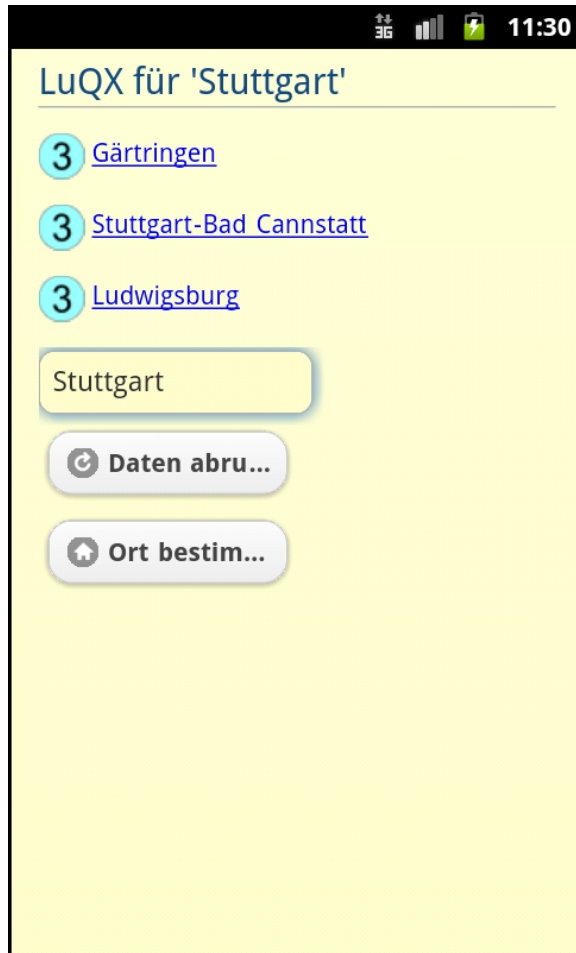 3G 11:30
LuQX für 'Stuttgart'
3 Gärtringen
3 Stuttgart-Bad Cannstatt
3 Ludwigsburg
Stuttgart
Daten abru...
Ort bestim...